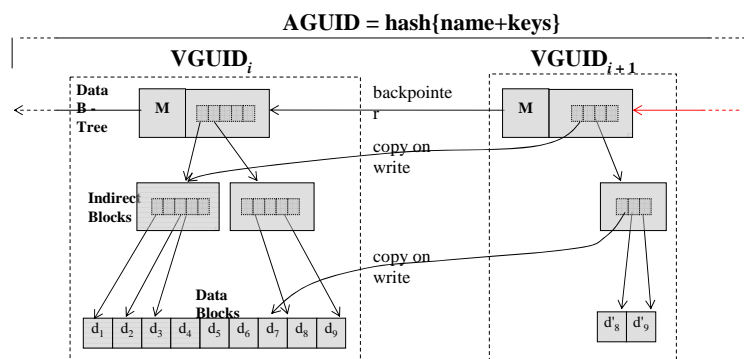 AGUID = hash{name+keys}
VGUIDi
VGUIDi + 1
Data
B -
Tree
M
backpointe
r
M
copy on
write
Indirect
Blocks
copy on
write
Data
Blocks
d1 d2 d3 d4 d5 d6 d7 d8 d9
d'8 d'9